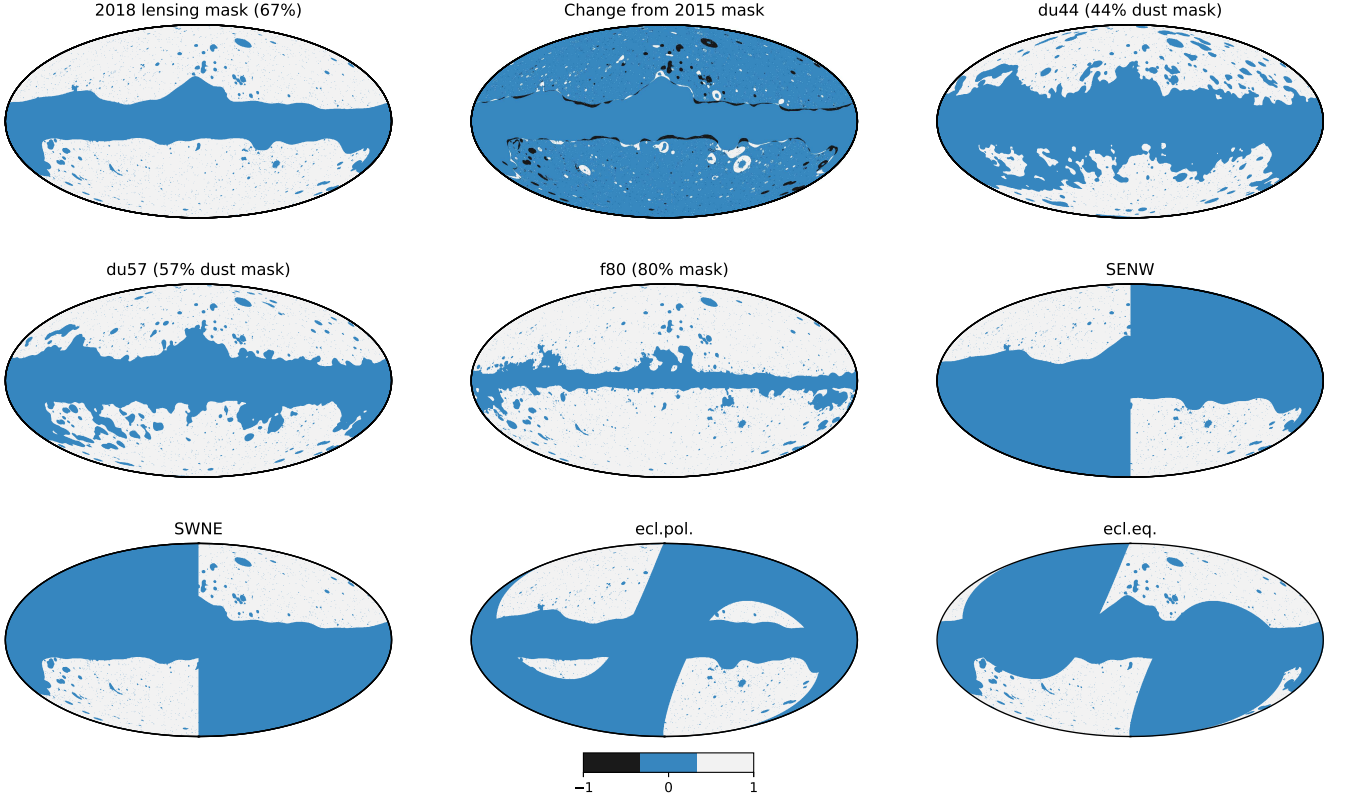 2018 lensing mask (67%)
Change from 2015 mask
du44 (44% dust mask)
du57 (57% dust mask)
f80 (80% mask)
SENW
SWNE
ecl.pol.
ecl.eq.
−1 0 1